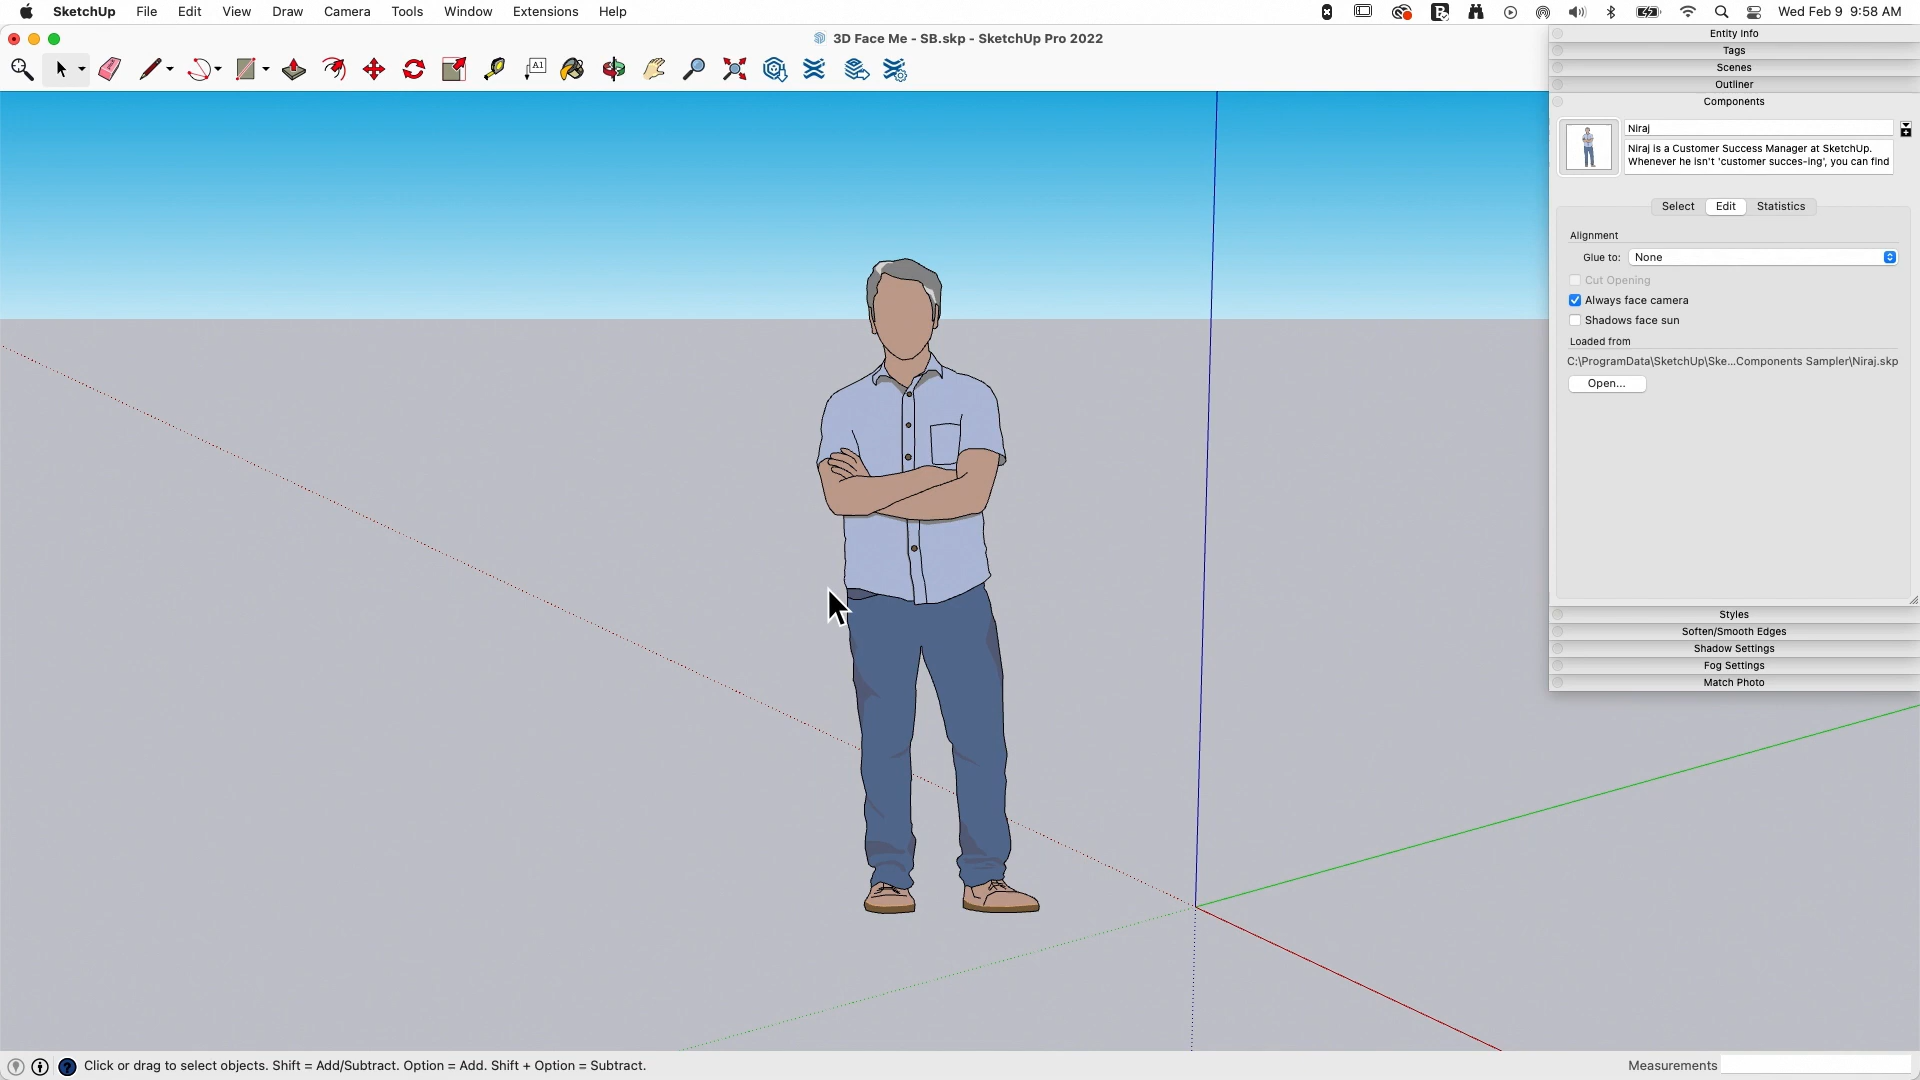 SketchUp File Edit View Draw Camera Tools Window Extensions Help Wed Feb 9 9:58 AM
3D Face Me - SB.skp - SketchUp Pro 2022
A1
Entity Info
Tags
Scenes
Outliner
Components
Niraj
Niraj is a Customer Success Manager at SketchUp.
Whenever he isn't 'customer succes-ing', you can find
Select Edit Statistics
Alignment
Glue to: None
Cut Opening
Always face camera
Shadows face sun
Loaded from
C:\ProgramData\SketchUp\Ske...Components Sampler\Niraj.skp
Open...
Styles
Soften/Smooth Edges
Shadow Settings
Fog Settings
Match Photo
Click or drag to select objects. Shift = Add/Subtract. Option = Add. Shift + Option = Subtract.
Measurements